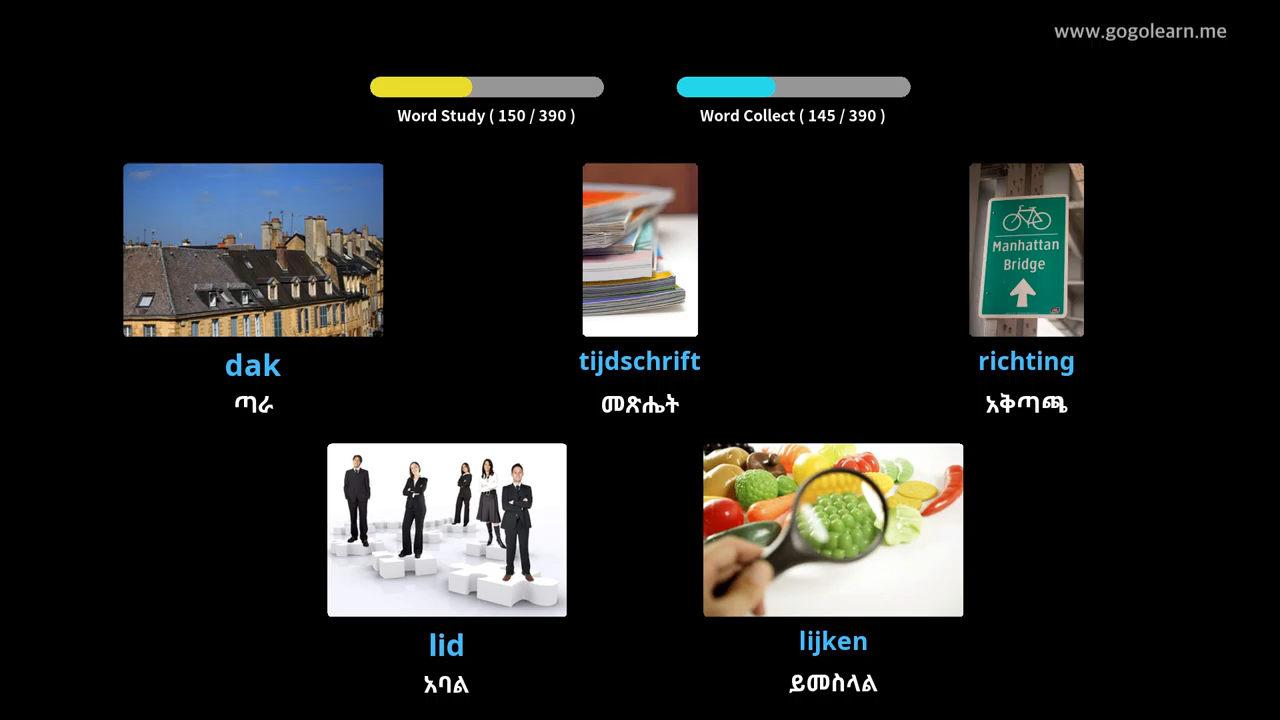 www.gogolearn.me
Word Study ( 150 / 390 )
Word Collect ( 145 / 390 )
Manhattan
Bridge
dak
tijdschrift
richting
ጣራ
መጽሔት
አቅጣጫ
lid
lijken
አባል
ይመስላል